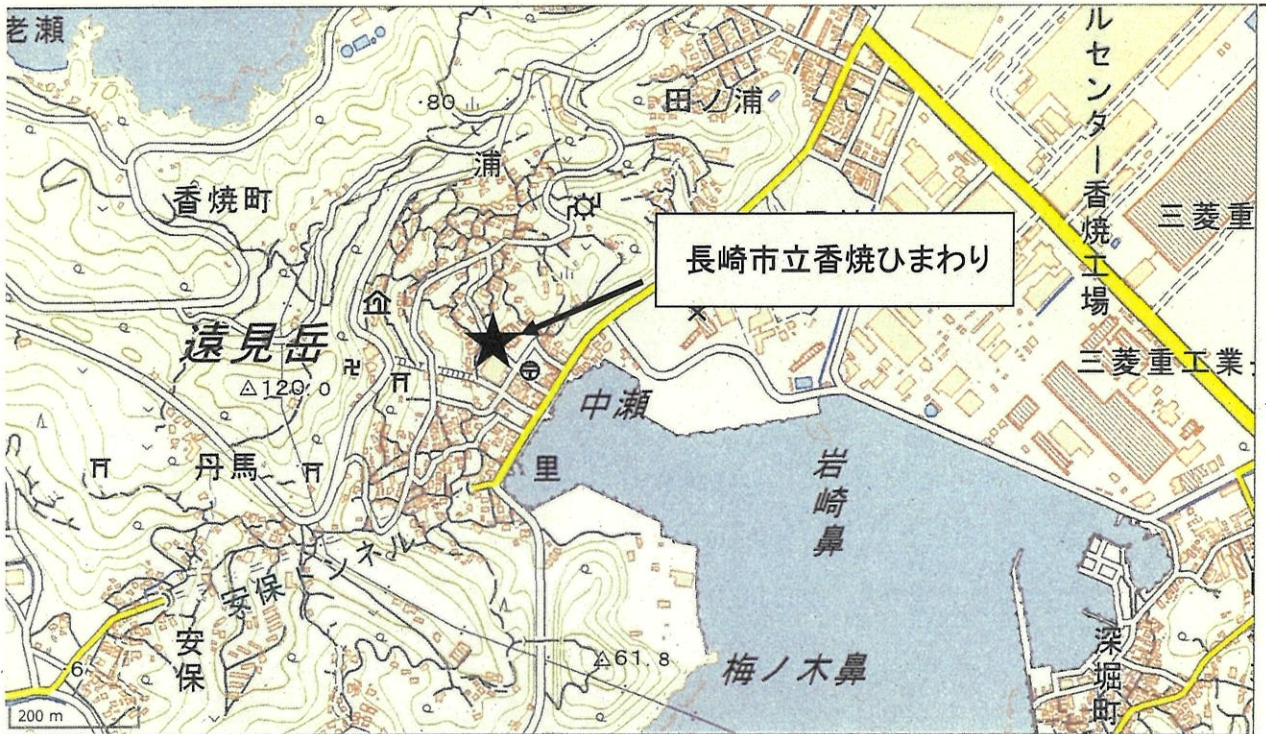 老瀬
ルセンター香焼工場
10
・80
田ノ浦
浦
香焼町
三菱重
長崎市立香焼ひまわり
遠見岳
120.0
三菱重工業
中瀬
丹馬
里
岩崎鼻
安保トンネル
安保
61.8
梅ノ木鼻
深堀町
6
200 m